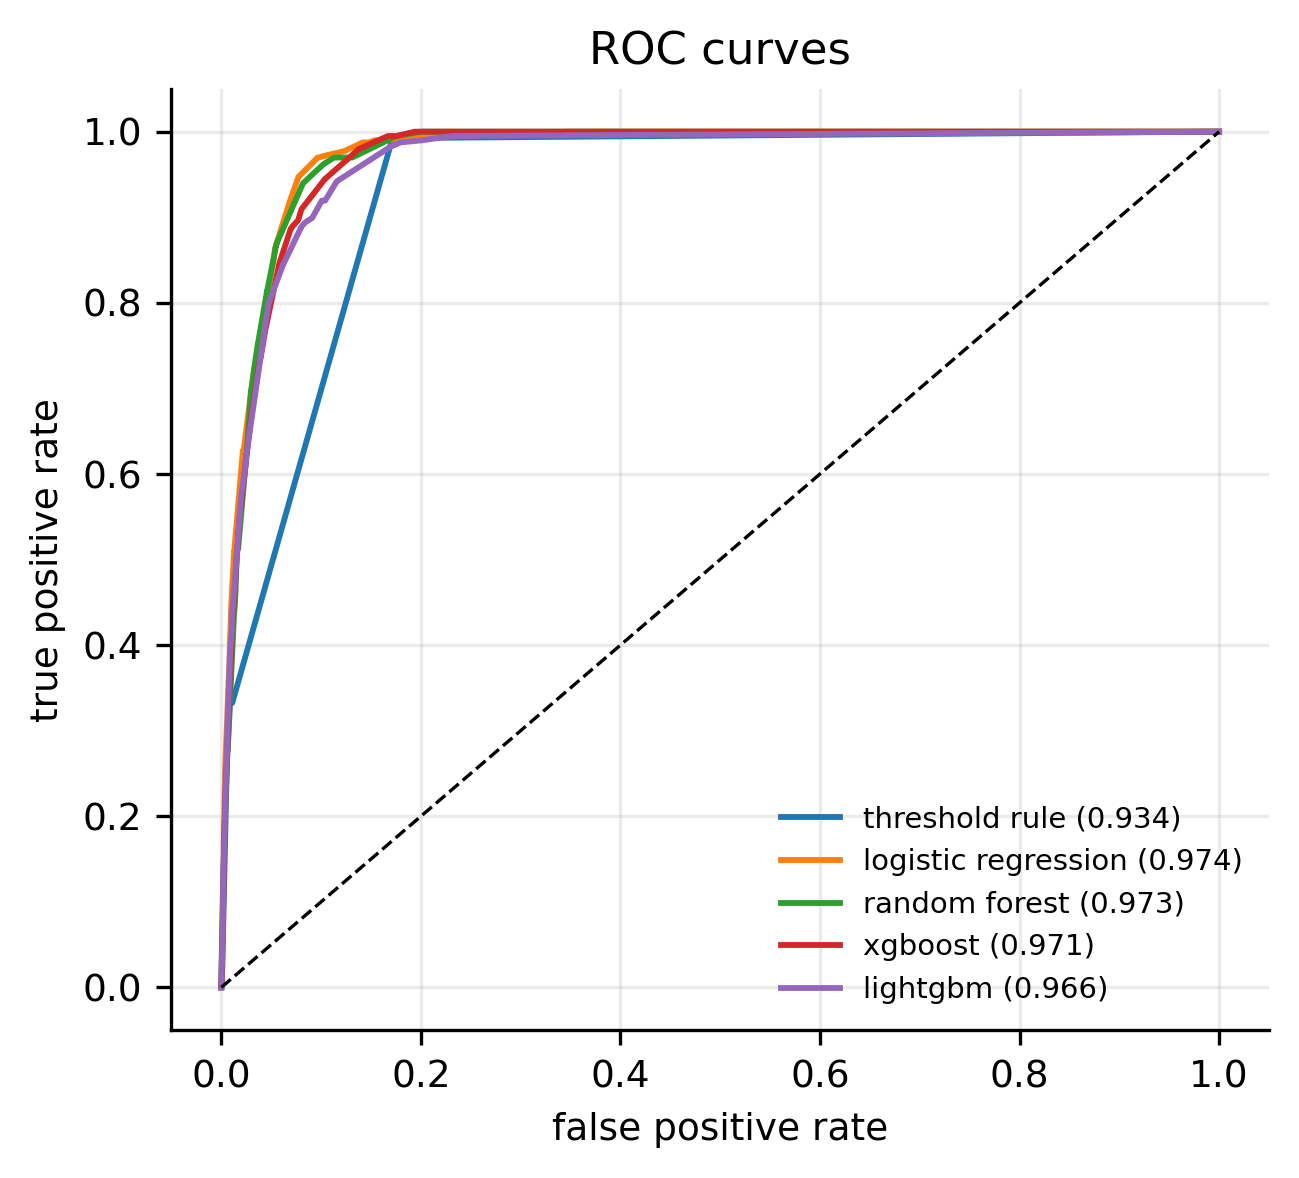 ROC curves
1.0
0.8
0.6
0.4
0.2
0.0
true positive rate
threshold rule (0.934)
logistic regression (0.974)
random forest (0.973)
xgboost (0.971)
lightgbm (0.966)
0.0 0.2 0.4 0.6 0.8 1.0
false positive rate